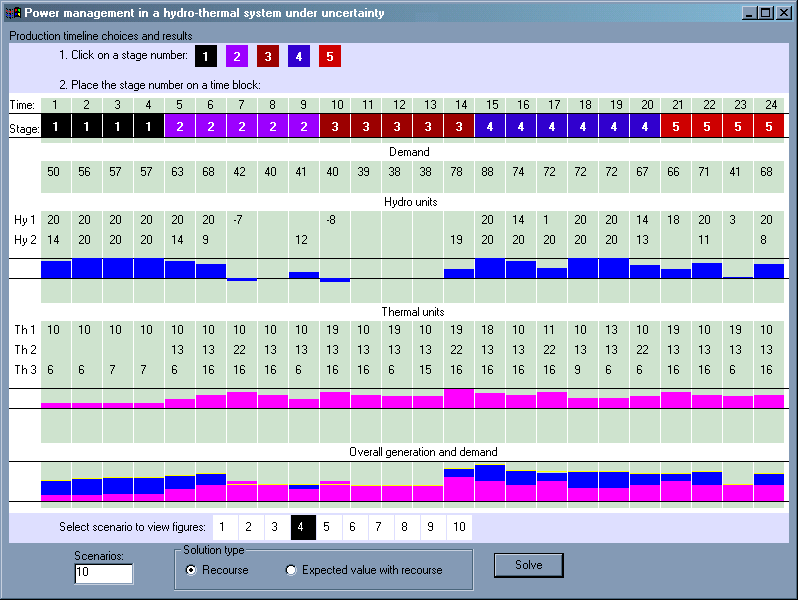 Power management in a hydro-thermal system under uncertainty
Production timeline choices and results
1. Click on a stage number: 1 2 3 4 5
2. Place the stage number on a time block:
Time: 1 2 3 4 5 6 7 8 9 10 11 12 13 14 15 16 17 18 19 20 21 22 23 24
Stage: 1 1 1 1 2 2 2 2 2 3 3 3 3 3 4 4 4 4 4 4 5 5 5 5
Demand
50 56 57 57 63 68 42 40 41 40 39 38 38 78 88 74 72 72 72 67 66 71 41 68
Hydro units
Hy 1 20 20 20 20 20 20 -7 -8 20 14 1 20 20 14 18 20 3 20
Hy 2 14 20 20 20 14 9 12 19 20 20 20 20 20 13 11 8
Thermal units
Th 1 10 10 10 10 10 10 10 10 10 19 10 19 10 19 18 10 11 10 13 10 19 10 19 10
Th 2 13 13 22 13 13 13 13 13 13 22 13 13 22 13 13 22 13 13 13 13
Th 3 6 6 7 7 6 16 16 16 6 16 16 6 15 16 16 16 16 9 6 6 16 16 6 16
Overall generation and demand
Select scenario to view figures: 1 2 3 4 5 6 7 8 9 10
Scenarios:
10
Solution type
Recourse
Expected value with recourse
Solve